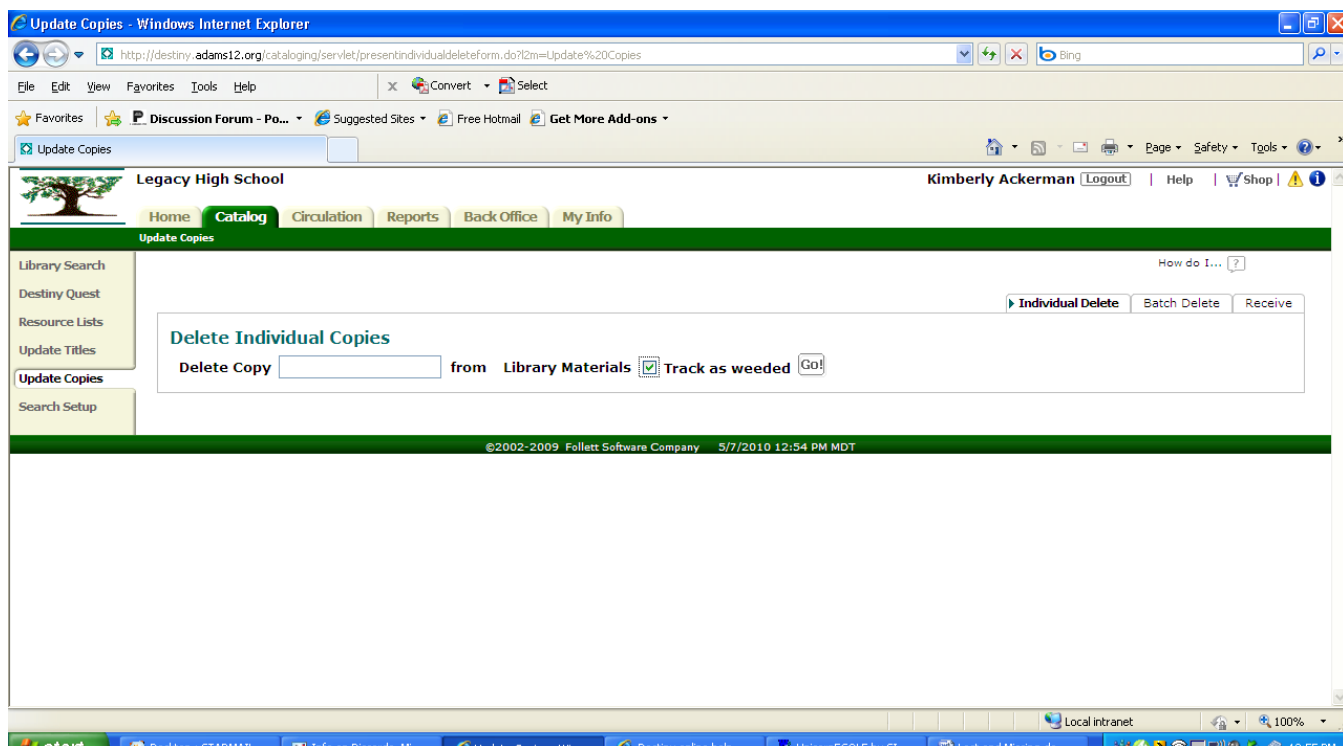 Update Copies - Windows Internet Explorer
http://destiny.adams12.org/cataloging/servlet/presentindividualdeleteform.do?l2m=Update%20Copies
Bing
File Edit View Favorites Tools Help x Convert Select
Favorites Discussion Forum - Po... Suggested Sites Free Hotmail Get More Add-ons
Update Copies Page Safety Tools
Legacy High School Kimberly Ackerman Logout | Help | Shop |
Home Catalog Circulation Reports Back Office My Info
Update Copies
Library Search
Destiny Quest
Resource Lists
Update Titles
Update Copies
Search Setup
How do I... ?
Individual Delete Batch Delete Receive
Delete Individual Copies
Delete Copy from Library Materials Track as weeded Go!
©2002-2009 Follett Software Company 5/7/2010 12:54 PM MDT
Local intranet 100%
start